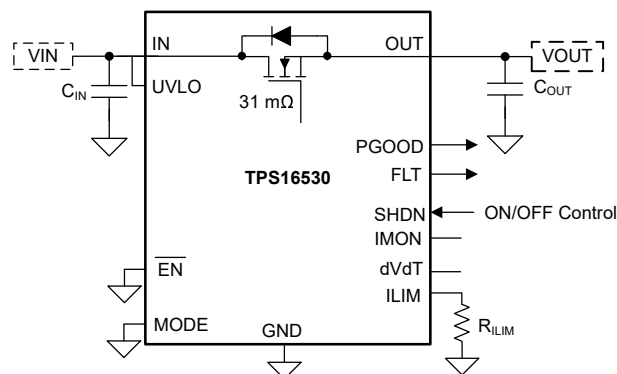 IN
OUT
VIN
VOUT
UVLO
CIN
COUT
31 mΩ
PGOOD
TPS16530
FLT
SHDN
ON/OFF Control
IMON
EN
dVdT
ILIM
MODE
GND
RILIM